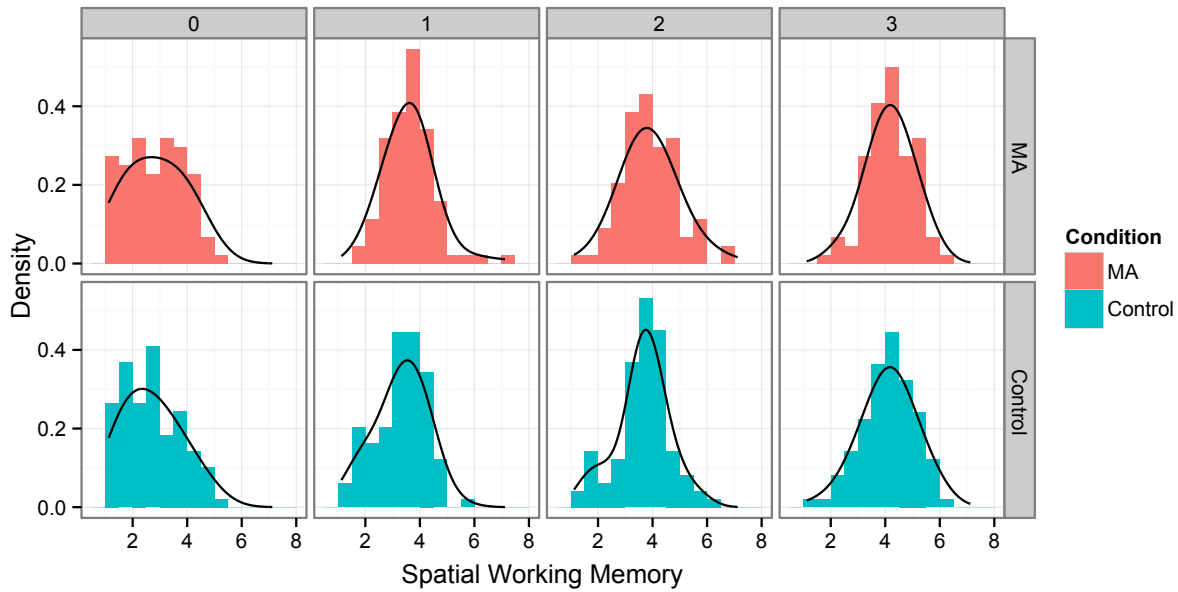 0 1 2 3
0.4
0.2
0.0
MA
Density
0.4
0.2
0.0
Control
2 4 6 8 2 4 6 8 2 4 6 8 2 4 6 8
Spatial Working Memory
Condition
MA
Control